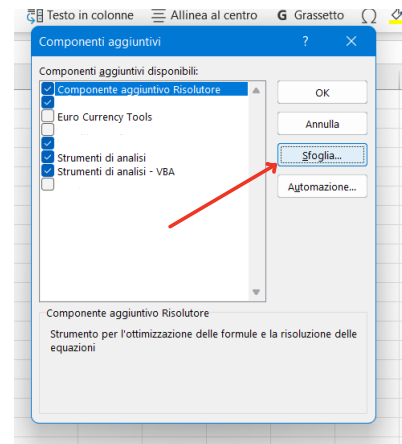 Testo in colonne Allinea al centro G Grassetto
Componenti aggiuntivi ?
Componenti aggiuntivi disponibili:
Componente aggiuntivo Risolutore
OK
Euro Currency Tools
Annulla
Sfoglia...
Strumenti di analisi
Strumenti di analisi - VBA
Automazione...
Componente aggiuntivo Risolutore
Strumento per l'ottimizzazione delle formule e la risoluzione delle
equazioni